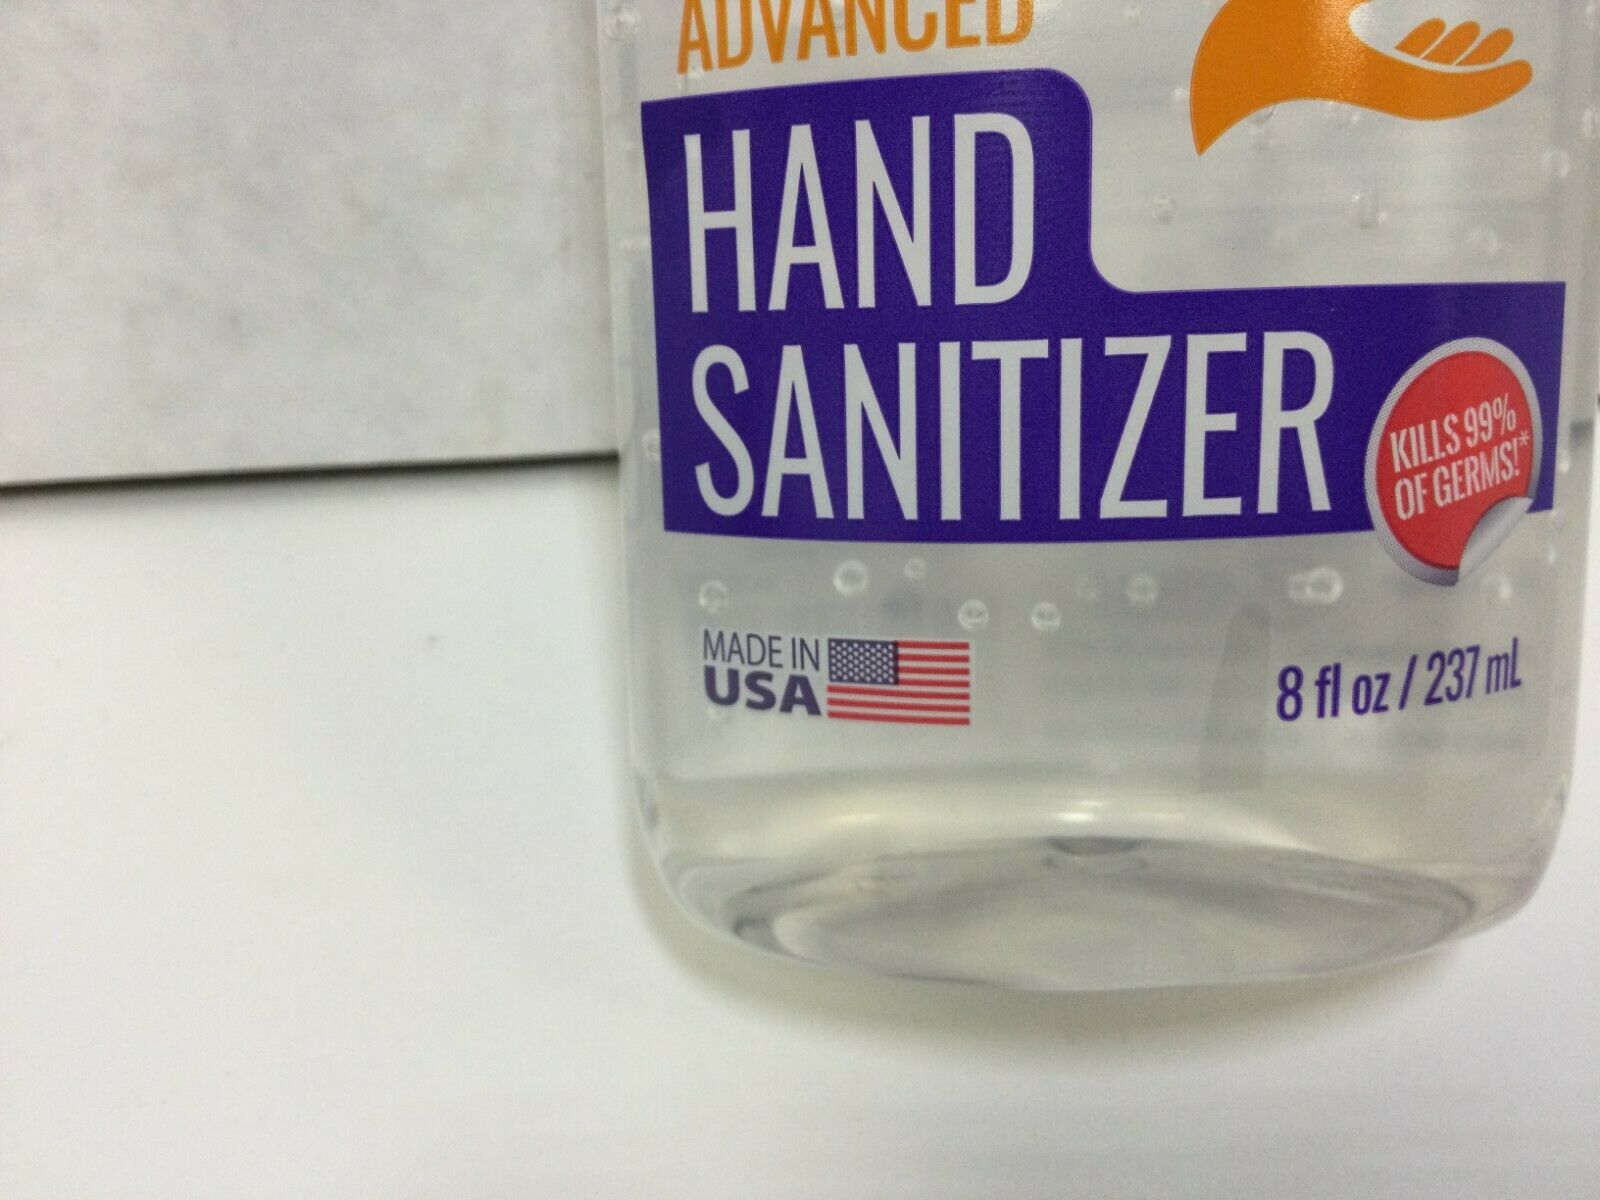 ADVANCED
HAND
SANITIZER
KILLS 99%
OF GERMS!*
MADE IN
USA
8 fl oz / 237 mL